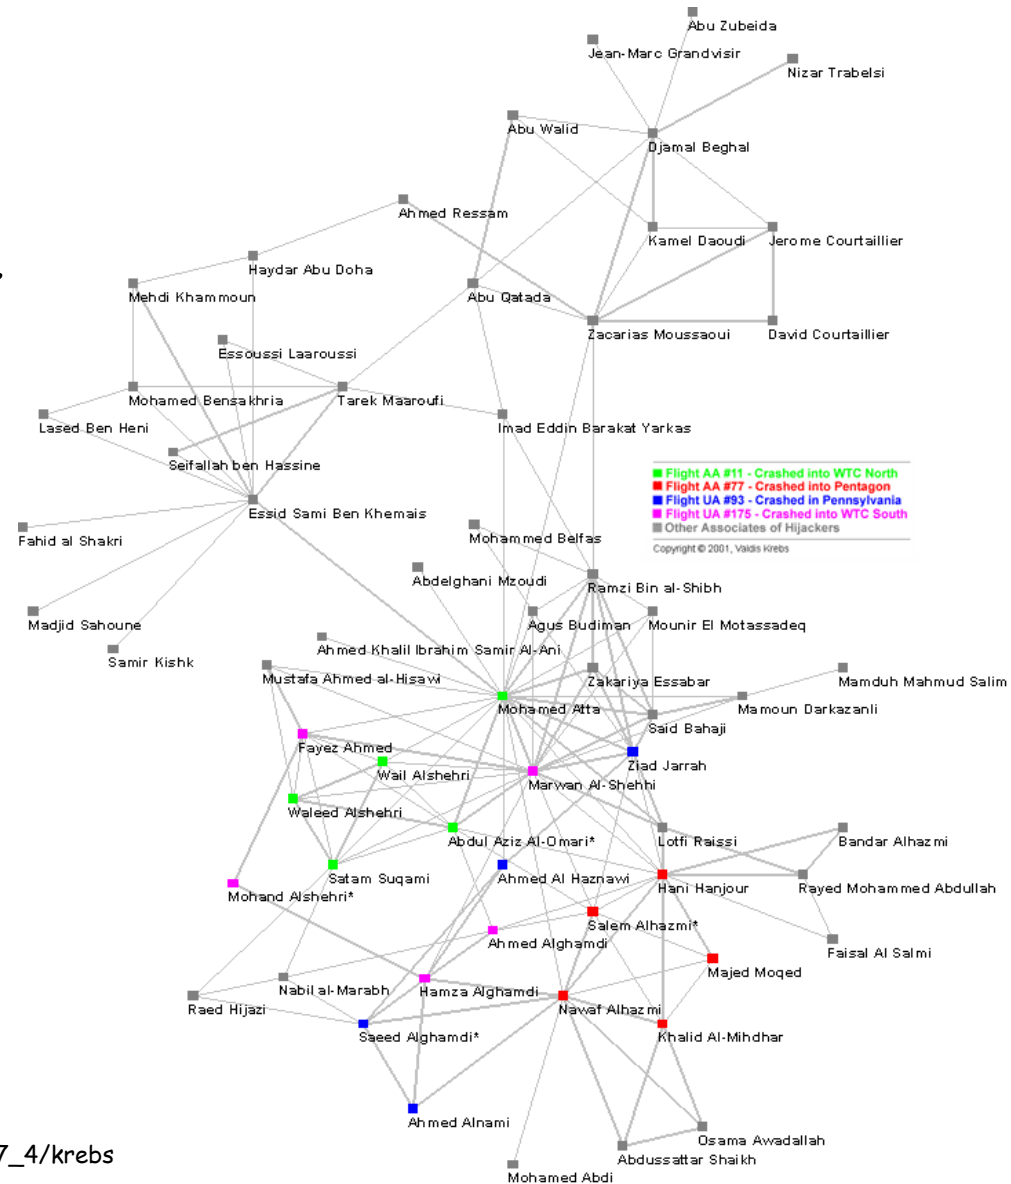 Abu Zubeida
Jean-Marc Grandvisir
Nizar Trabelsi
Abu Walid
Djamal Beghal
Ahmed Ressam
Kamel Daoudi
Jerome Courtaillier
Haydar Abu Doha
Mehdi Khammoun
Abu Qatada
Zacarias Moussaoui
David Courtaillier
Essoussi Laaroussi
Mohamed Bensakhria
Tarek Maaroufi
Lased Ben Heni
Imad Eddin Barakat Yarkas
Seifallah ben Hassine
Flight AA #11 - Crashed into WTC North
Flight AA #77 - Crashed into Pentagon
Flight UA #93 - Crashed in Pennsylvania
Flight UA #175 - Crashed into WTC South
Other Associates of Hijackers
Copyright © 2001, Valdis Krebs
Essid Sami Ben Khemais
Fahid al Shakri
Mohammed Belfas
Abdelghani Mzoudi
Ramzi Bin al-Shibh
Madjid Sahoune
Agus Budiman
Mounir El Motassadeq
Ahmed Khalil Ibrahim Samir Al-Ani
Samir Kishk
Mustafa Ahmed al-Hisawi
Zakariya Essabar
Mamduh Mahmud Salim
Mohamed Atta
Mamoun Darkazanli
Said Bahaji
Fayez Ahmed
Ziad Jarrah
Wail Alshehri
Marwan Al-Shehhi
Waleed Alshehri
Abdul Aziz Al-Omari*
Lotfi Raissi
Bandar Alhazmi
Satam Suqami
Ahmed Al Haznawi
Hani Hanjour
Rayed Mohammed Abdullah
Mohand Alshehri*
Salem Alhazmi*
Ahmed Alghamdi
Faisal Al Salmi
Majed Moqed
Nabil al-Marabh
Hamza Alghamdi
Raed Hijazi
Nawaf Alhazmi
Saeed Alghamdi*
Khalid Al-Mihdhar
Ahmed Alnami
Osama Awadallah
7_4/krebs
Abdussattar Shaikh
Mohamed Abdi